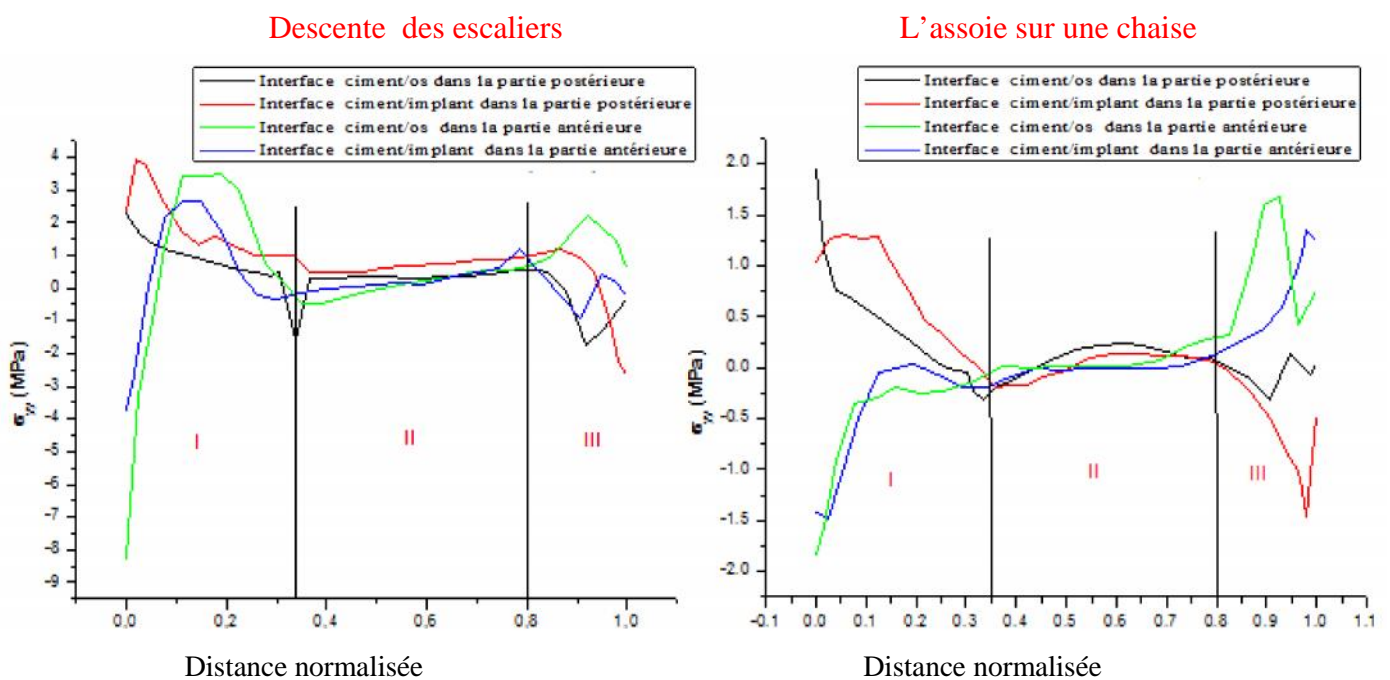 Descente des escaliers
L'assoie sur une chaise
Interface ciment/os dans la partie postérieure
Interface ciment/implant dans la partie postérieure
Interface ciment/os dans la partie antérieure
Interface ciment/implant dans la partie antérieure
4
3
2
1
0
-1
-2
-3
-4
-5
-6
-7
-8
-9
σyy (MPa)
I
II
III
0,0 0,2 0,4 0,6 0,8 1,0
Distance normalisée
Interface ciment/os dans la partie postérieure
Interface ciment/implant dans la partie postérieure
Interface ciment/os dans la partie antérieure
Interface ciment/implant dans la partie antérieure
2.0
1.5
1.0
0.5
0.0
-0.5
-1.0
-1.5
-2.0
σyy (MPa)
I
II
III
-0.1 0.0 0.1 0.2 0.3 0.4 0.5 0.6 0.7 0.8 0.9 1.0 1.1
Distance normalisée